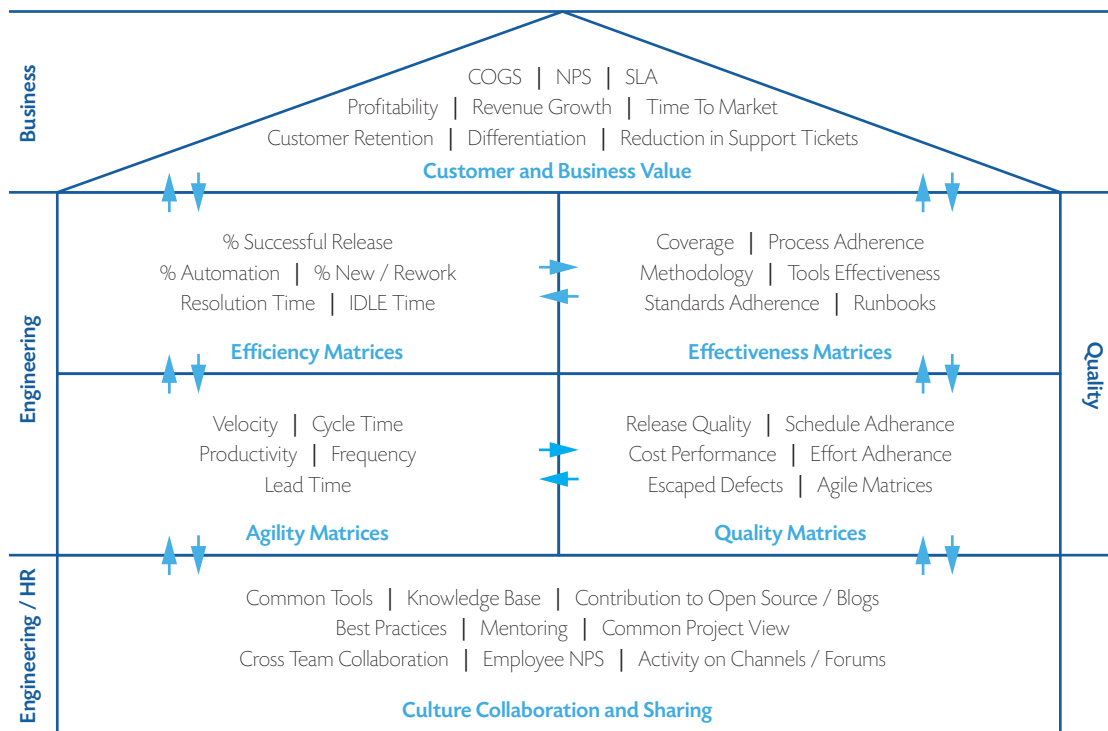 Business
COGS | NPS | SLA
Profitability | Revenue Growth | Time To Market
Customer Retention | Differentiation | Reduction in Support Tickets
Customer and Business Value
Engineering
% Successful Release
% Automation | % New / Rework
Resolution Time | IDLE Time
Efficiency Matrices
Coverage | Process Adherence
Methodology | Tools Effectiveness
Standards Adherence | Runbooks
Effectiveness Matrices
Quality
Velocity | Cycle Time
Productivity | Frequency
Lead Time
Agility Matrices
Release Quality | Schedule Adherance
Cost Performance | Effort Adherance
Escaped Defects | Agile Matrices
Quality Matrices
Engineering / HR
Common Tools | Knowledge Base | Contribution to Open Source / Blogs
Best Practices | Mentoring | Common Project View
Cross Team Collaboration | Employee NPS | Activity on Channels / Forums
Culture Collaboration and Sharing